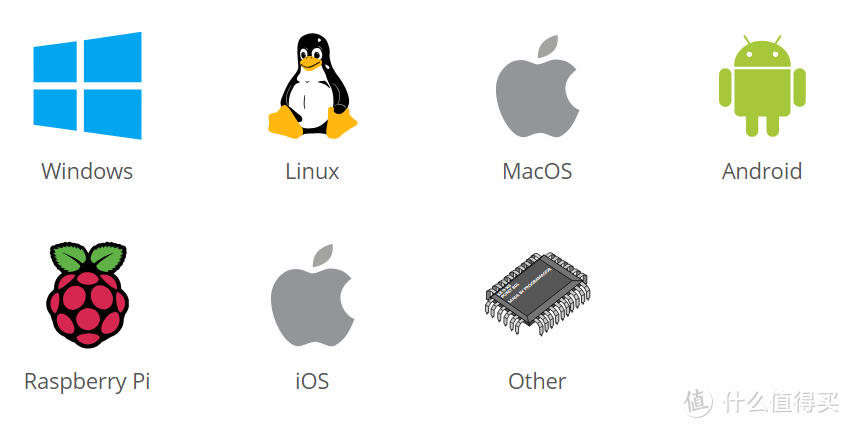 Windows
Linux
MacOS
Android
Raspberry Pi
iOS
Other
值 什么值得买